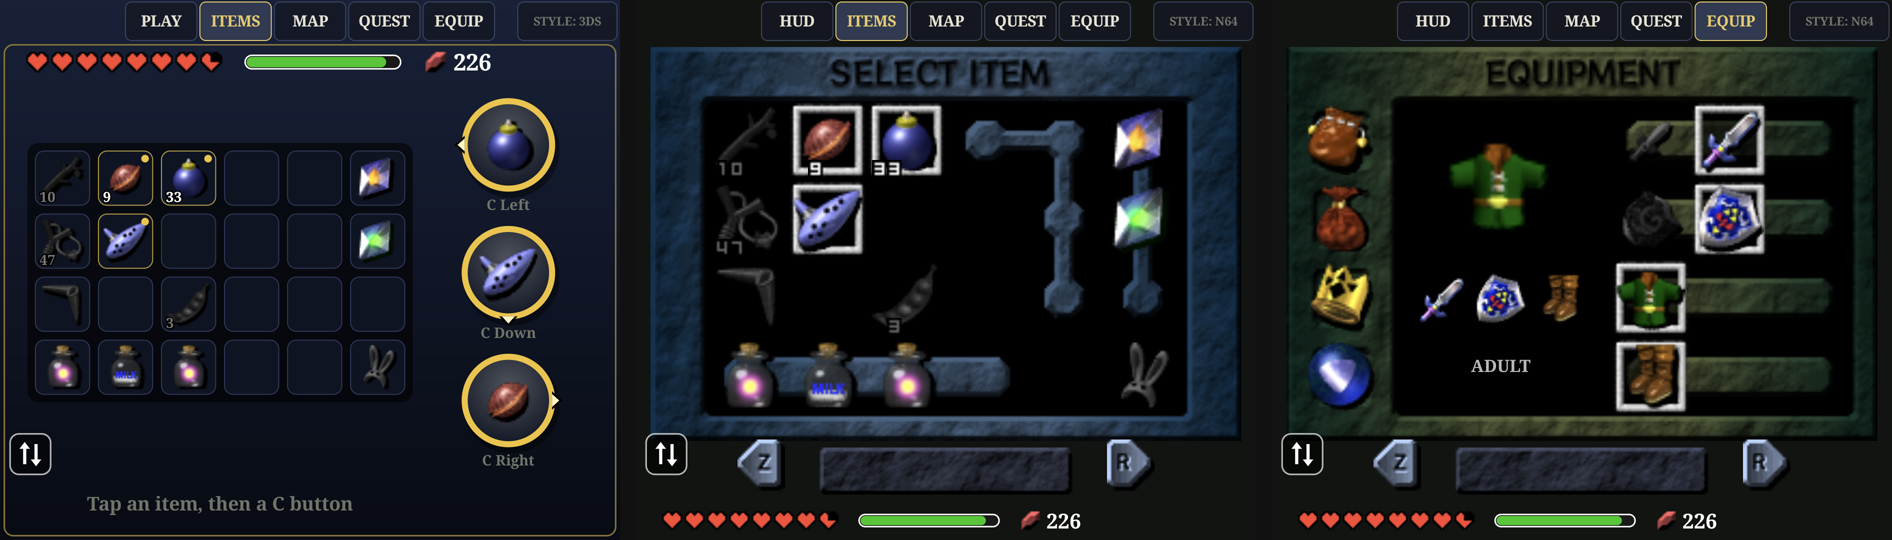 PLAY ITEMS MAP QUEST EQUIP STYLE: 3DS
226
10 9 33
47
3
MILK
C Left
C Down
C Right
Tap an item, then a C button
HUD ITEMS MAP QUEST EQUIP STYLE: N64
SELECT ITEM
10 9 33
47
3
MILK
Z R
226
HUD ITEMS MAP QUEST EQUIP STYLE: N64
EQUIPMENT
ADULT
Z R
226